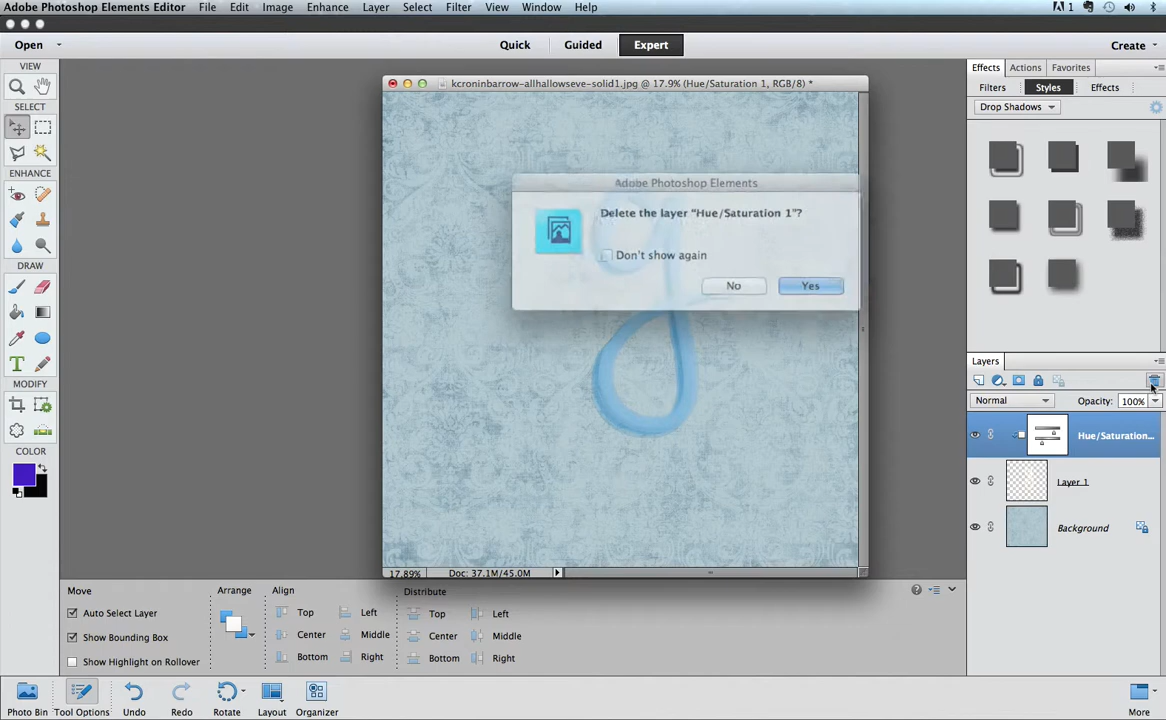 Adobe Photoshop Elements Editor File Edit Image Enhance Layer Select Filter View Window Help 1
Open Quick Guided Expert Create
VIEW
SELECT
ENHANCE
DRAW
MODIFY
COLOR
kcroninbarrow-allhallowseve-solid1.jpg @ 17.9% (Hue/Saturation 1, RGB/8) *
Adobe Photoshop Elements
Delete the layer “Hue/Saturation 1”?
Don't show again
No Yes
17.89% Doc: 37.1M/45.0M
Effects Actions Favorites
Filters Styles Effects
Drop Shadows
Layers
Normal Opacity: 100%
Hue/Saturation...
Layer 1
Background
Move Arrange Align Distribute
Auto Select Layer Top Left Top Left
Show Bounding Box Center Middle Center Middle
Show Highlight on Rollover Bottom Right Bottom Right
Photo Bin Tool Options Undo Redo Rotate Layout Organizer More